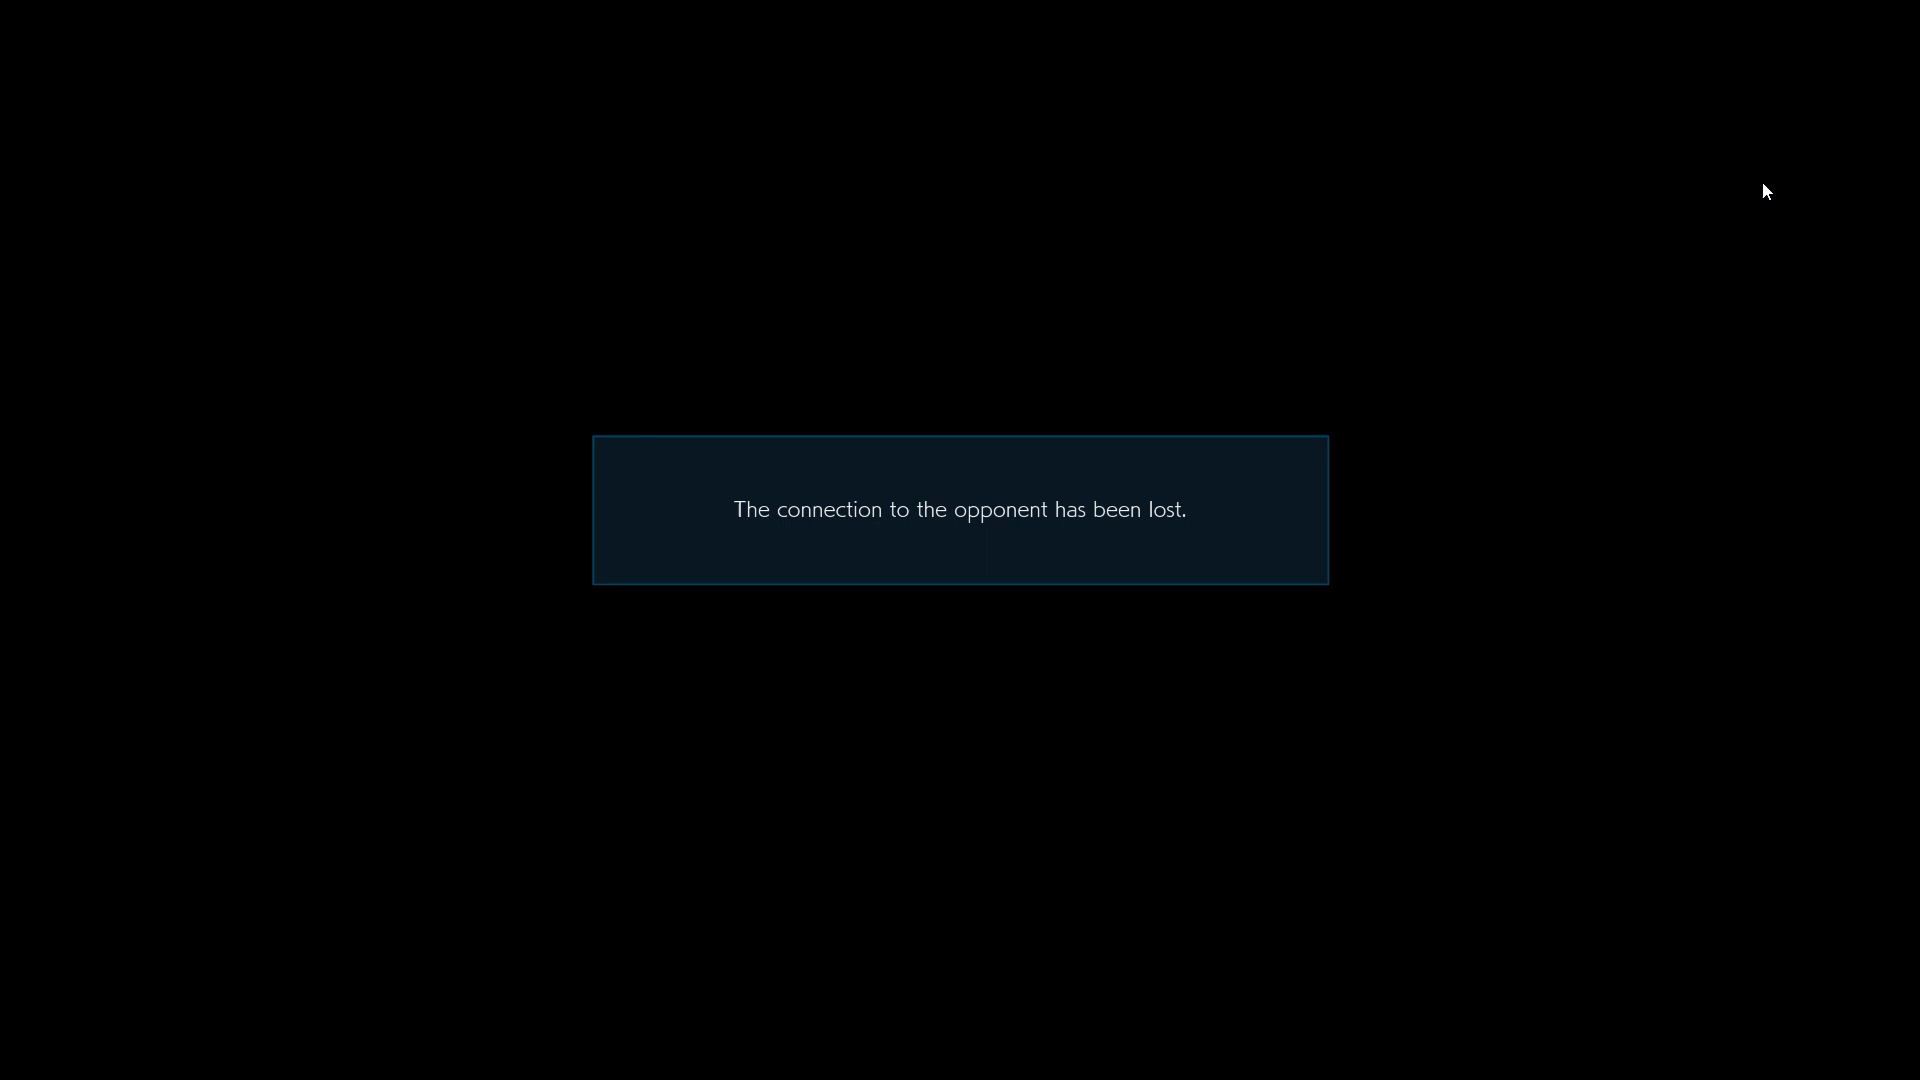 The connection to the opponent has been lost.